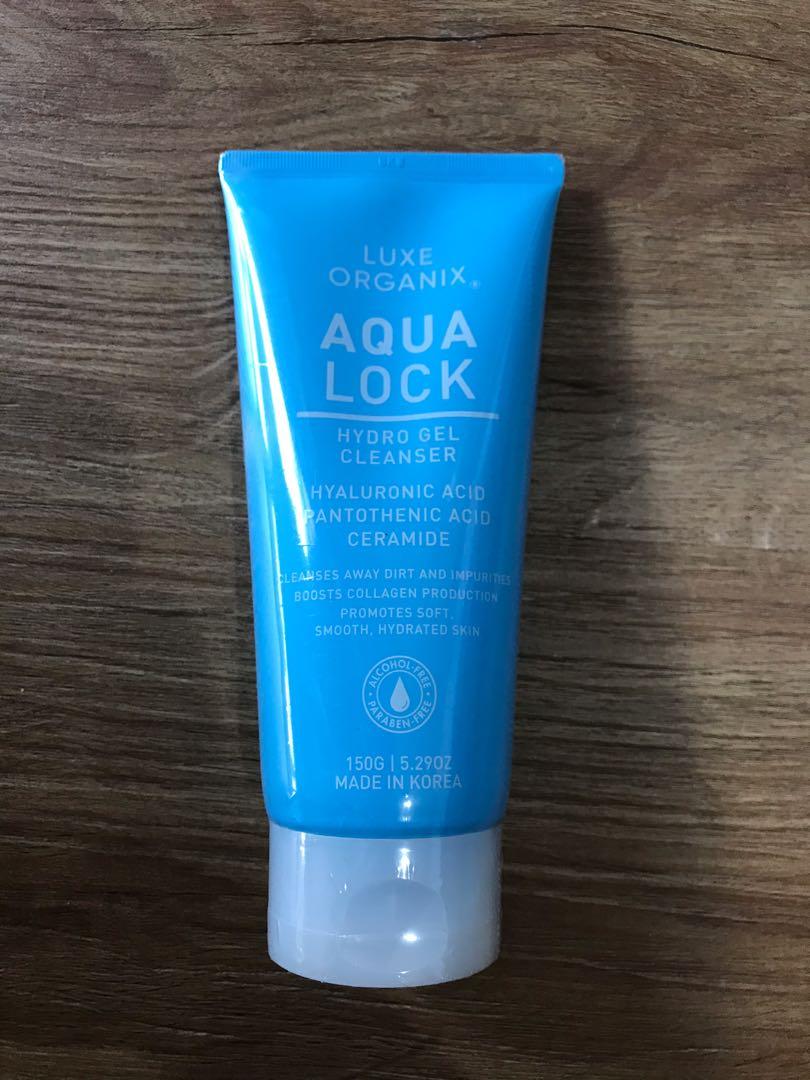 LUXE
ORGANIX®
AQUA
LOCK
HYDRO GEL
CLEANSER
HYALURONIC ACID
PANTOTHENIC ACID
CERAMIDE
CLEANSES AWAY DIRT AND IMPURITIES
BOOSTS COLLAGEN PRODUCTION
PROMOTES SOFT,
SMOOTH, HYDRATED SKIN
ALCOHOL-FREE
PARABEN-FREE
150G | 5.29OZ
MADE IN KOREA